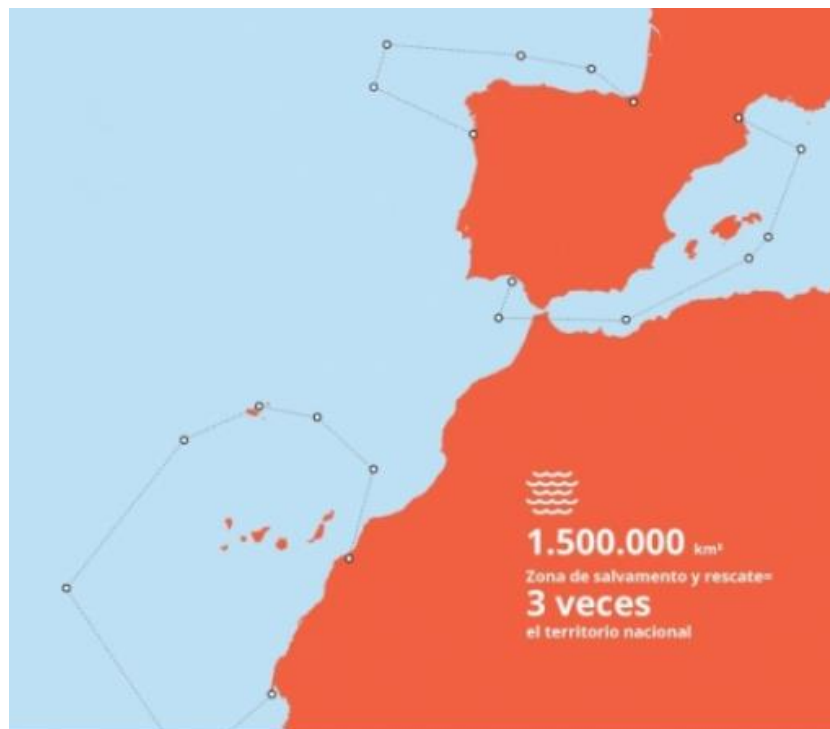 1.500.000 km²
Zona de salvamento y rescate=
3 veces
el territorio nacional